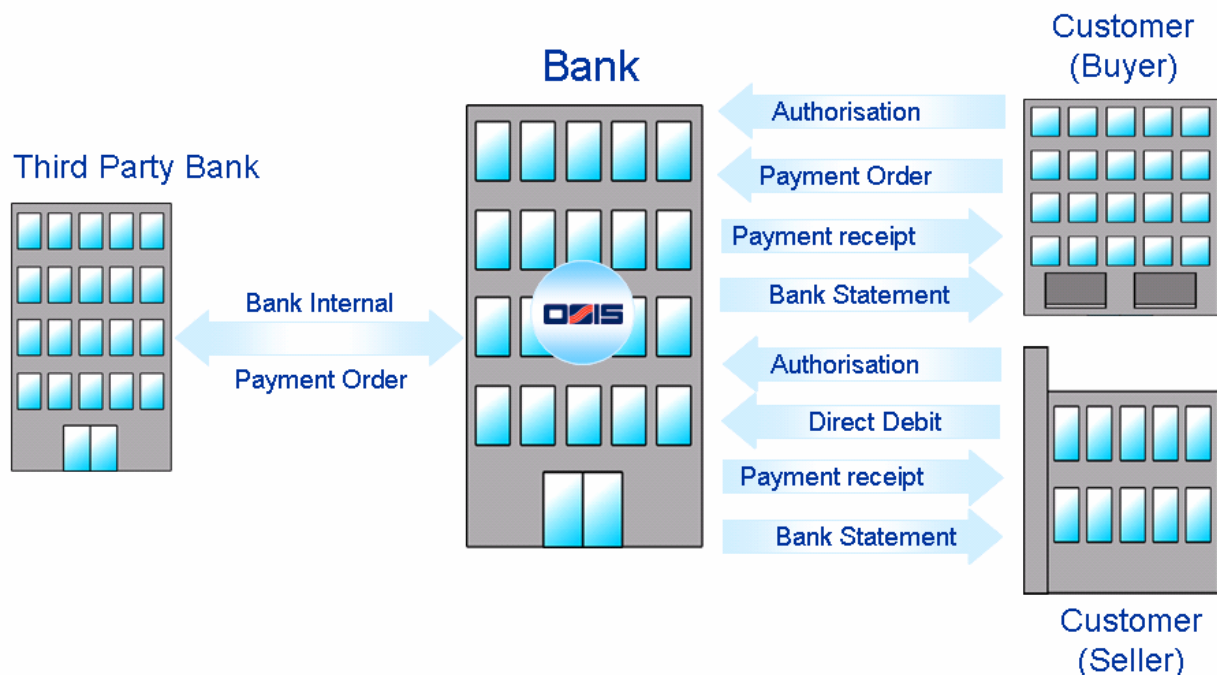 Customer
(Buyer)
Bank
Authorisation
Third Party Bank
Payment Order
Payment receipt
Bank Statement
Bank Internal
Payment Order
Authorisation
Direct Debit
Payment receipt
Bank Statement
Customer
(Seller)